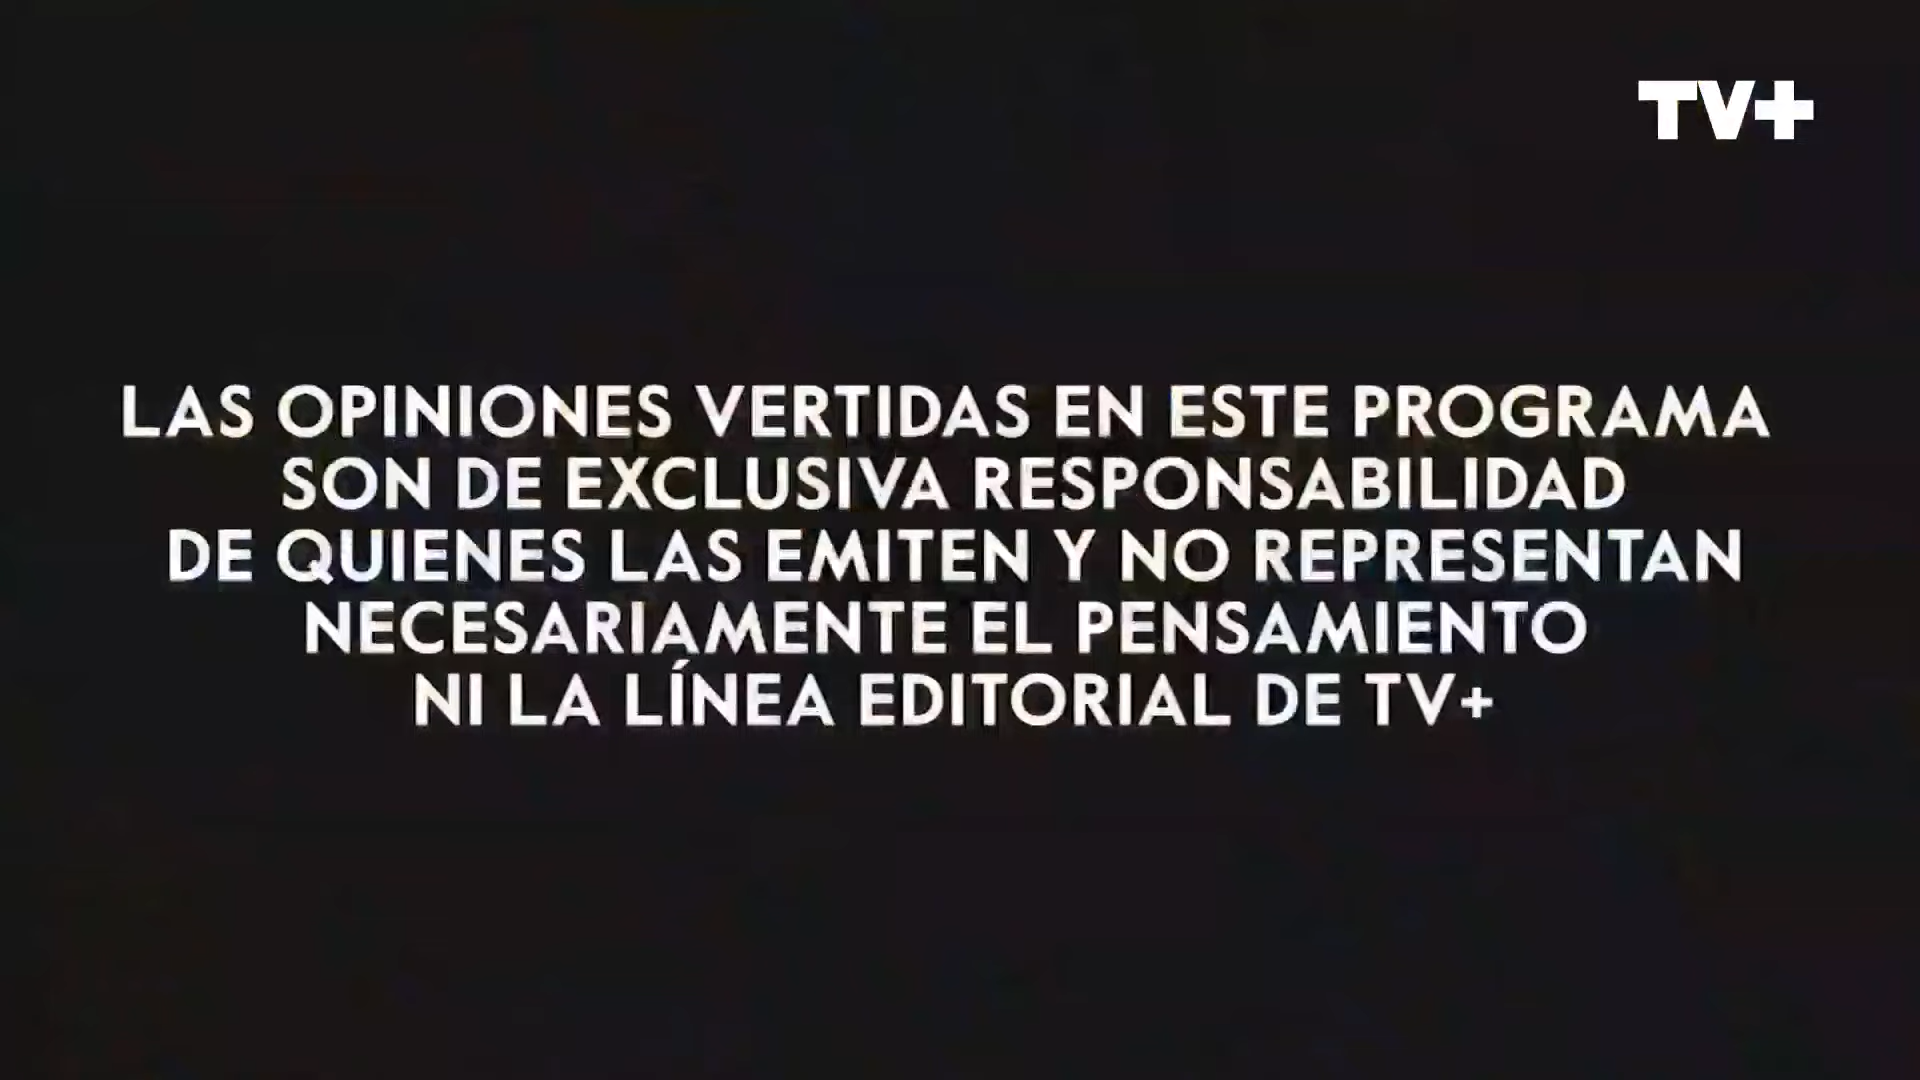 TV+
LAS OPINIONES VERTIDAS EN ESTE PROGRAMA
SON DE EXCLUSIVA RESPONSABILIDAD
DE QUIENES LAS EMITEN Y NO REPRESENTAN
NECESARIAMENTE EL PENSAMIENTO
NI LA LÍNEA EDITORIAL DE TV+